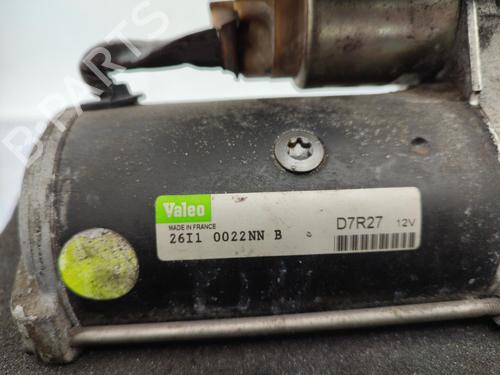 B-PARTS
Valeo
MADE IN FRANCE
26I1 0022NN B
D7R27 12V